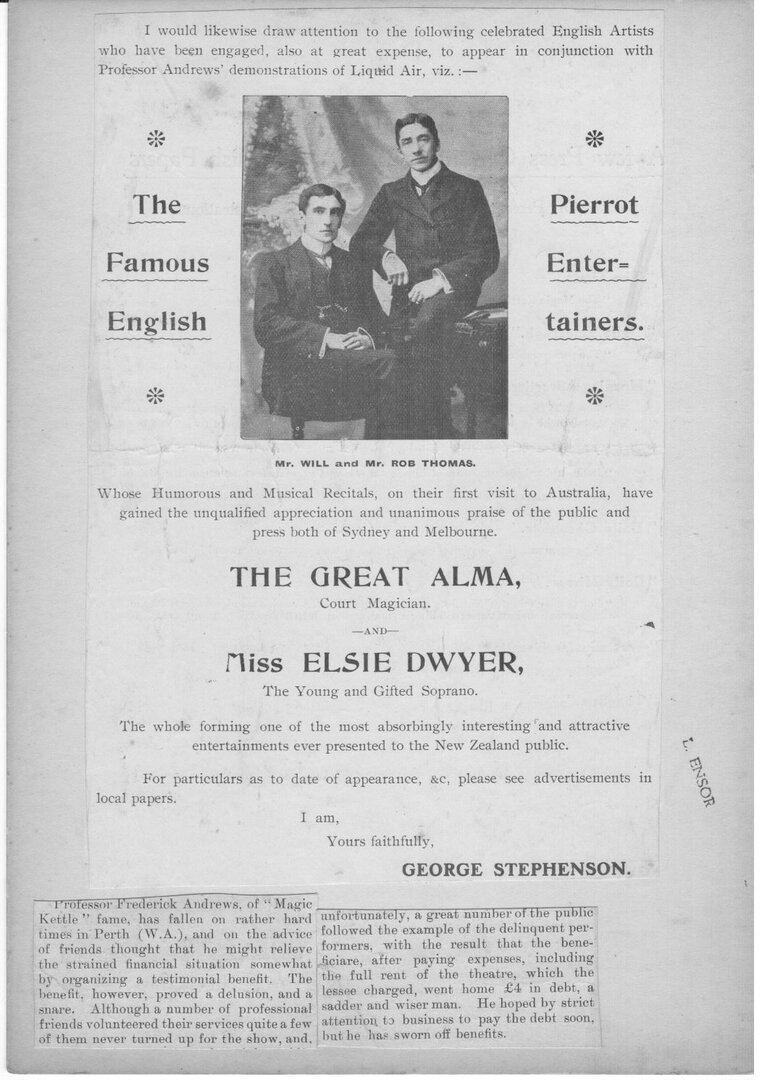 I would likewise draw attention to the following celebrated English Artists
who have been engaged, also at great expense, to appear in conjunction with
Professor Andrews' demonstrations of Liquid Air, viz. :—
The
Famous
English
Pierrot
Enter=
tainers.
Mr. WILL and Mr. ROB THOMAS.
Whose Humorous and Musical Recitals, on their first visit to Australia, have
gained the unqualified appreciation and unanimous praise of the public and
press both of Sydney and Melbourne.
THE GREAT ALMA,
Court Magician.
—AND—
Miss ELSIE DWYER,
The Young and Gifted Soprano.
The whole forming one of the most absorbingly interesting and attractive
entertainments ever presented to the New Zealand public.
For particulars as to date of appearance, &c, please see advertisements in
local papers.
I am,
Yours faithfully,
GEORGE STEPHENSON.
L. ENSOR
Professor Frederick Andrews, of "Magic
Kettle" fame, has fallen on rather hard
times in Perth (W.A.), and on the advice
of friends thought that he might relieve
the strained financial situation somewhat
by organizing a testimonial benefit. The
benefit, however, proved a delusion, and a
snare. Although a number of professional
friends volunteered their services quite a few
of them never turned up for the show, and,
unfortunately, a great number of the public
followed the example of the delinquent per-
formers, with the result that the bene-
ficiare, after paying expenses, including
the full rent of the theatre, which the
lessee charged, went home £4 in debt, a
sadder and wiser man. He hoped by strict
attention to business to pay the debt soon,
but he has sworn off benefits.